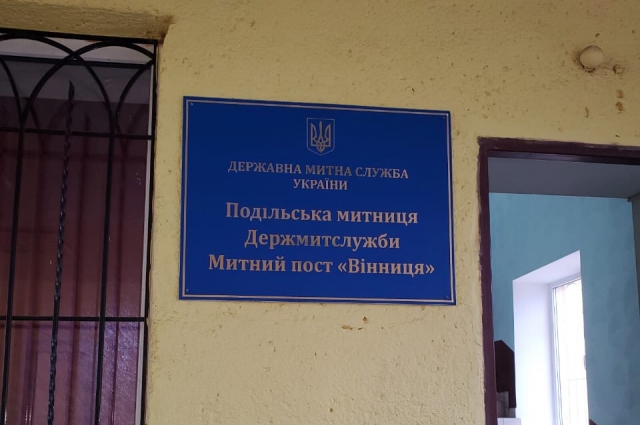 ДЕРЖАВНА МИТНА СЛУЖБА
УКРАЇНИ
Подільська митниця
Держмитслужби
Митний пост «Вінниця»